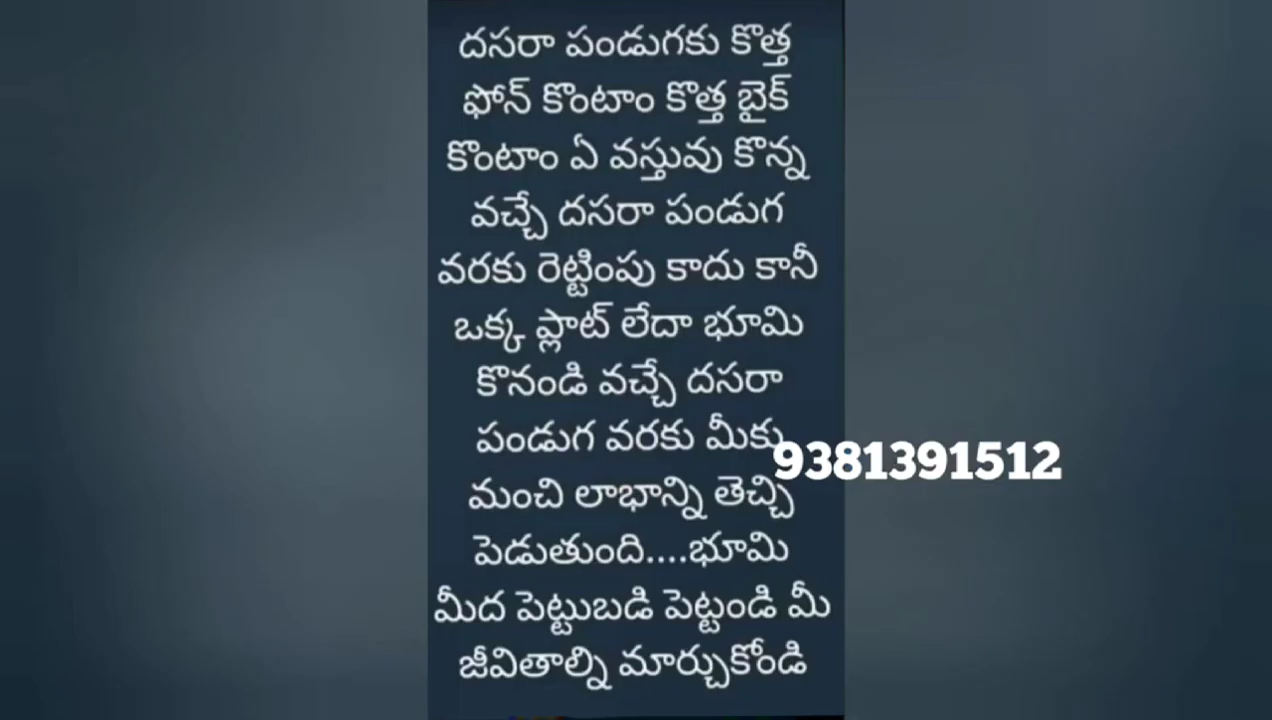 దసరా పండుగకు కొత్త
ఫోన్ కొంటాం కొత్త బైక్
కొంటాం ఏ వస్తువు కొన్న
వచ్చే దసరా పండుగ
వరకు రెట్టింపు కాదు కానీ
ఒక్క ప్లాట్ లేదా భూమి
కొనండి వచ్చే దసరా
పండుగ వరకు మీకు
9381391512
మంచి లాభాన్ని తెచ్చి
పెడుతుంది....భూమి
మీద పెట్టుబడి పెట్టండి మీ
జీవితాల్ని మార్చుకోండి